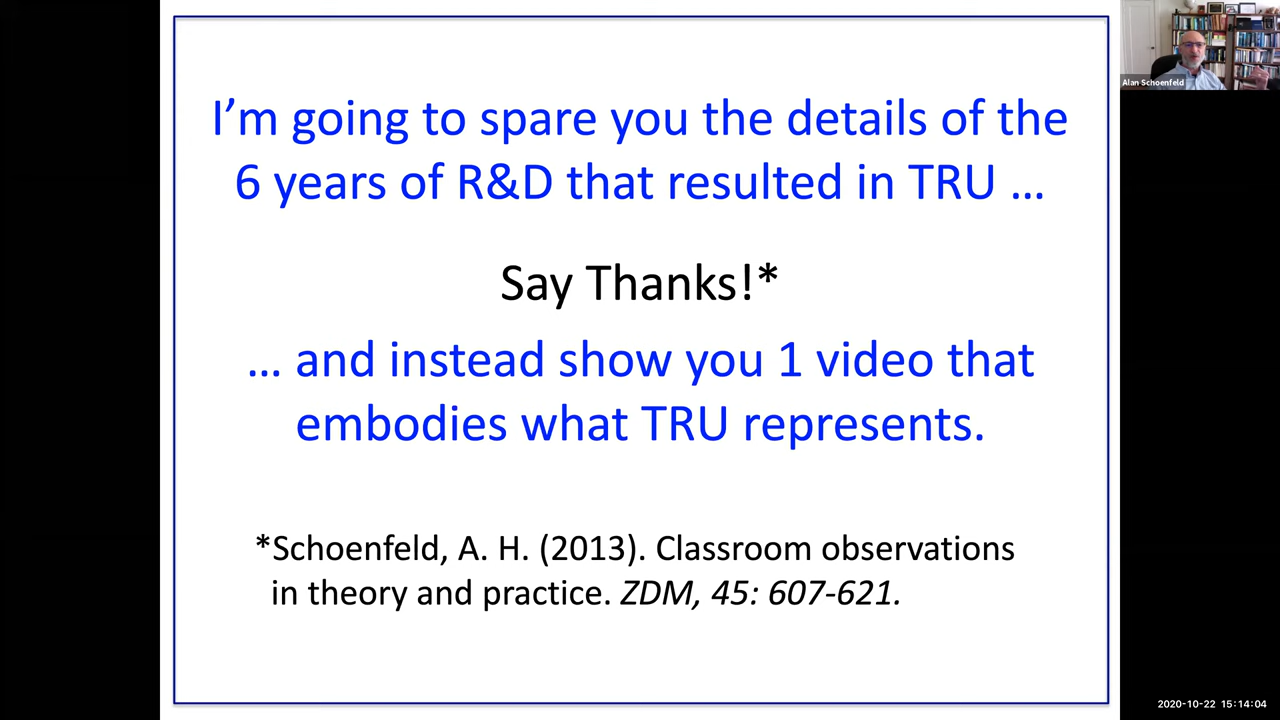 I'm going to spare you the details of the
6 years of R&D that resulted in TRU ...
Say Thanks!*
... and instead show you 1 video that
embodies what TRU represents.
*Schoenfeld, A. H. (2013). Classroom observations
in theory and practice. ZDM, 45: 607-621.
Alan Schoenfeld
2020-10-22 15:14:04